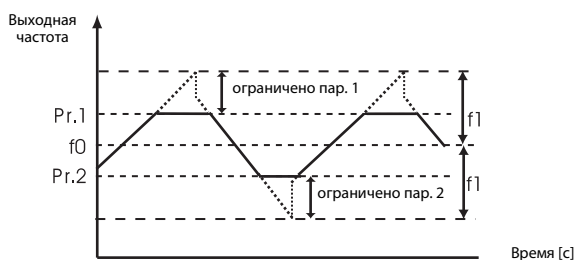 Выходная
частота
ограничено пар. 1
Pr.1
f1
f0
Pr.2
f1
ограничено пар. 2
Время [с]